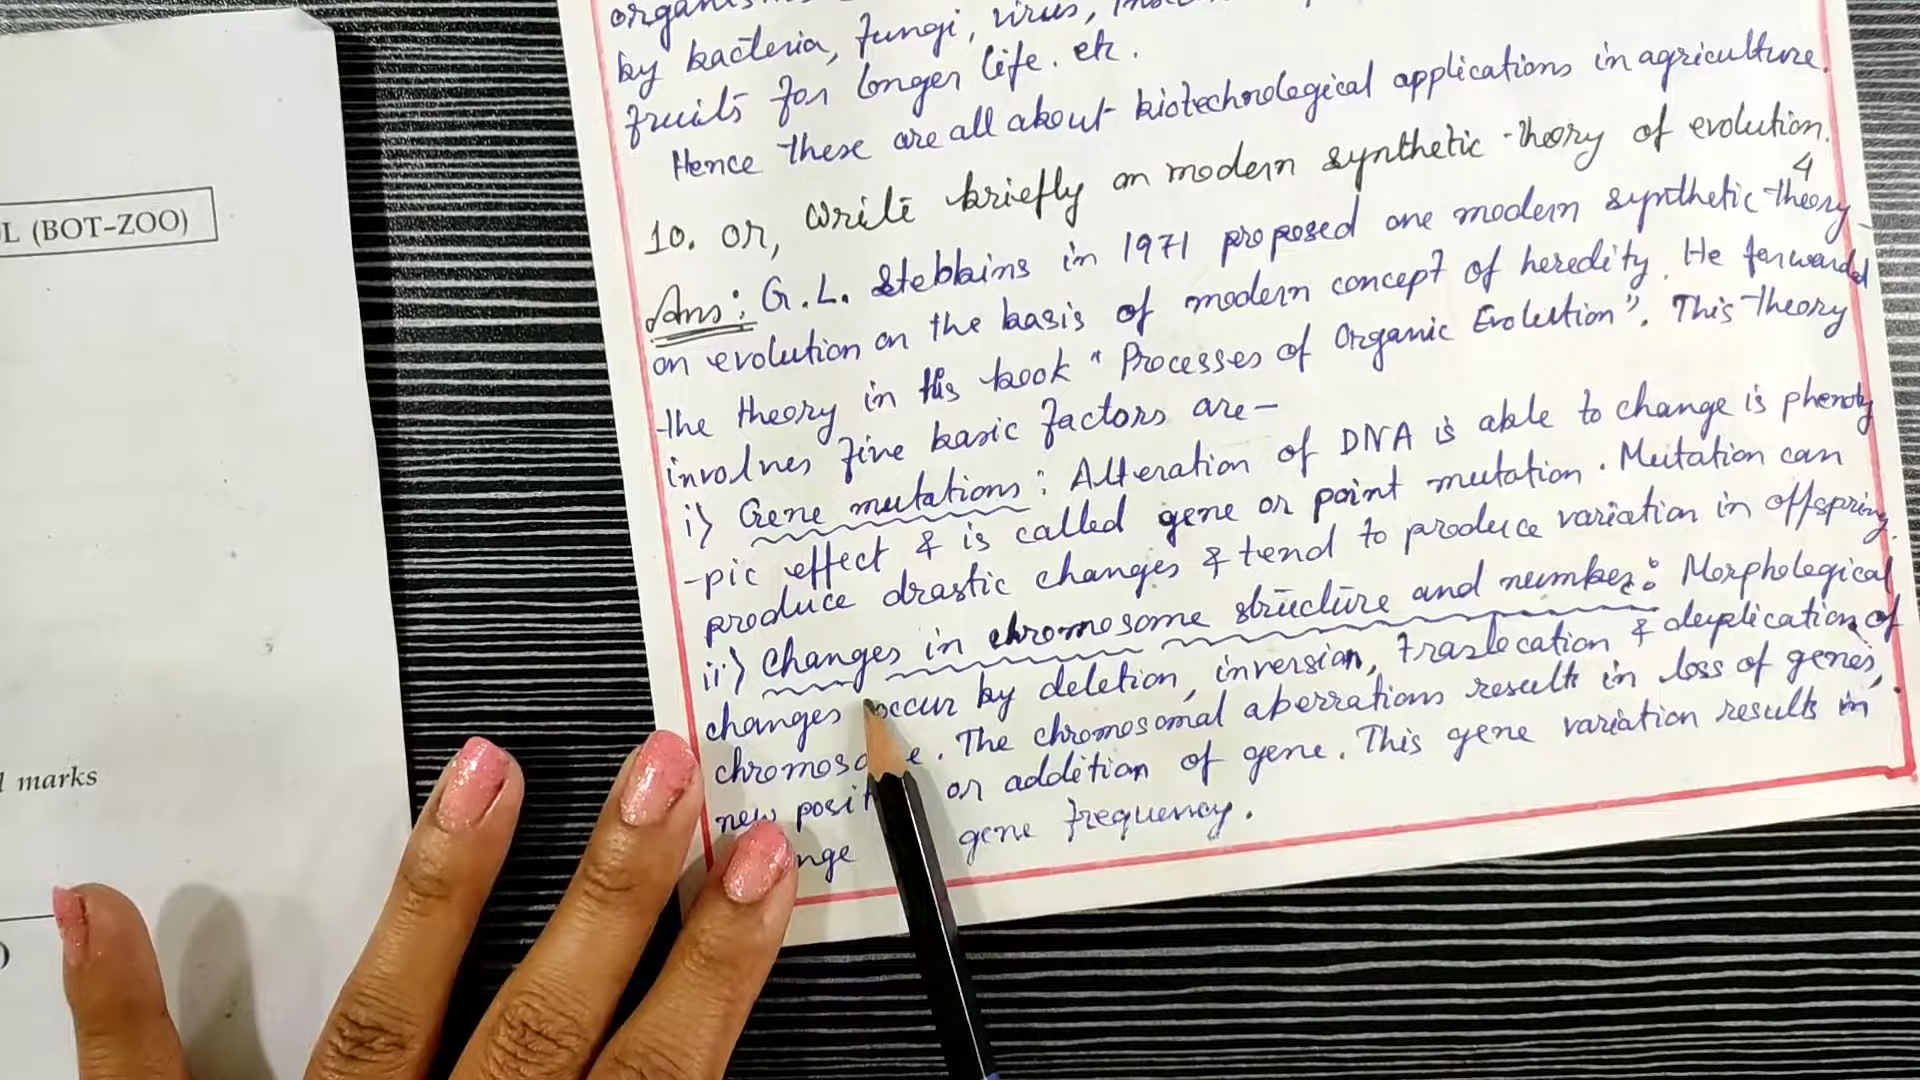 L (BOT-ZOO)
marks
)
by bacteria, fungi, virus,
fruits for longer life. etc.
Hence these are all about biotechnological applications in agriculture.
10. or, Write briefly on modern synthetic theory of evolution.
4
Ans: G.L. Stebbins in 1971 proposed one modern synthetic theory
on evolution on the basis of modern concept of heredity. He forwarded
the theory in his book "Processes of Organic Evolution". This theory
involves five basic factors are-
i) Gene mutations: Alteration of DNA is able to change is phenoty
-pic effect & is called gene or point mutation. Mutation can
produce drastic changes & tend to produce variation in offspring.
ii) Changes in chromosome structure and number: Morphological
changes occur by deletion, inversion, traslocation & duplication of
chromoso e. The chromosomal aberrations results in loss of genes,
new posit or addition of gene. This gene variation results in
nge gene frequency.